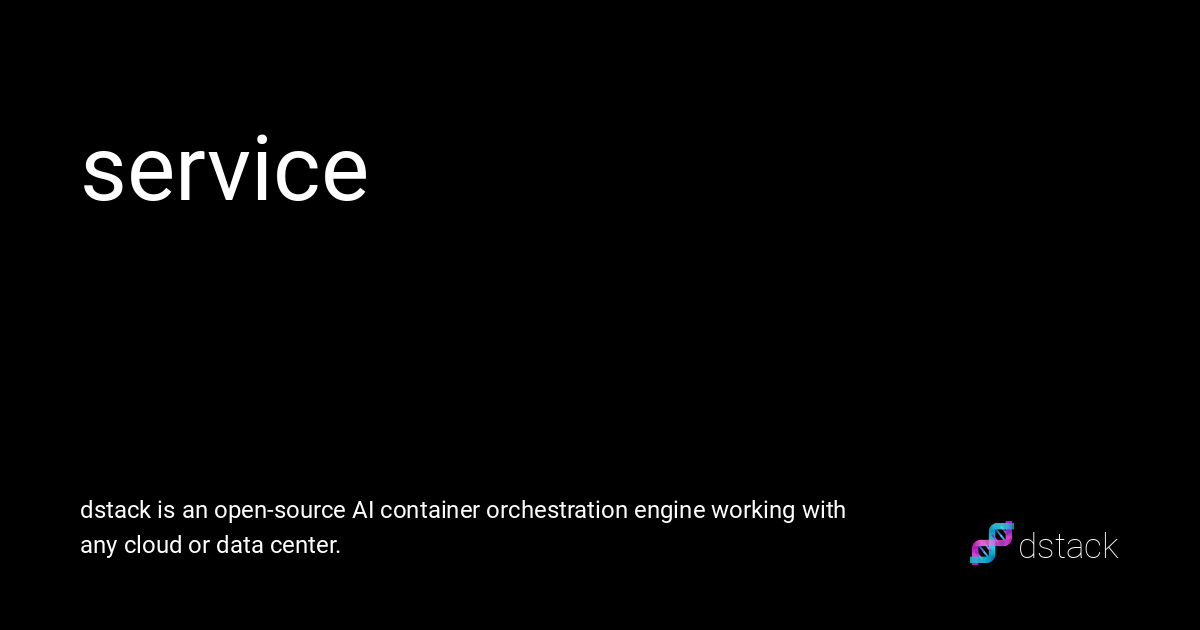 service
dstack is an open-source AI container orchestration engine working with
any cloud or data center.
dstack